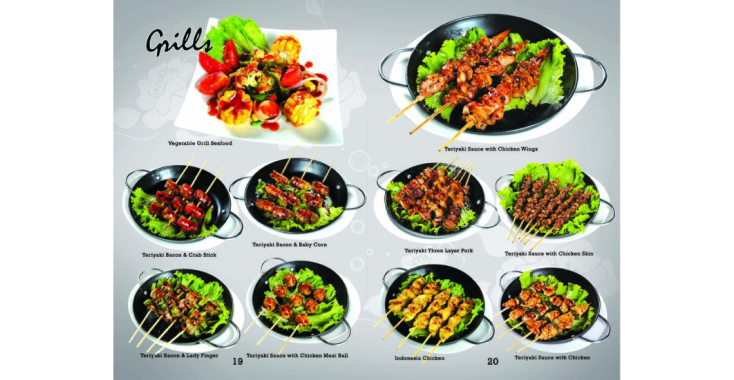 Grills
Vegetable Grill Seafood
Teriyaki Sauce with Chicken Wings
Teriyaki Bacon & Crab Stick
Teriyaki Bacon & Baby Corn
Teriyaki Three Layer Pork
Teriyaki Sauce with Chicken Skin
Teriyaki Bacon & Lady Finger
Teriyaki Sauce with Chicken Meat Ball
Indonesia Chicken
Teriyaki Sauce with Chicken
19
20